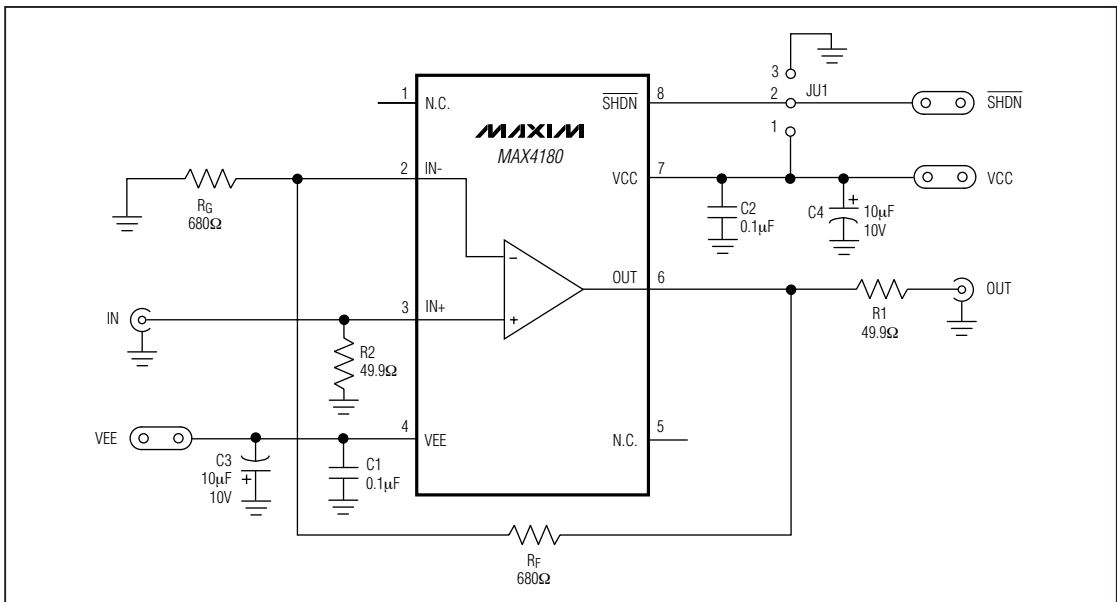 3
JU1
1
N.C.
SHDN
8
2
SHDN
MAXIM
MAX4180
1
2
IN-
VCC
7
VCC
RG
680Ω
C2
0.1µF
C4
+
10µF
10V
−
OUT
6
OUT
IN
3
IN+
+
R1
49.9Ω
R2
49.9Ω
VEE
4
VEE
N.C.
5
C3
10µF
10V
+
C1
0.1µF
RF
680Ω